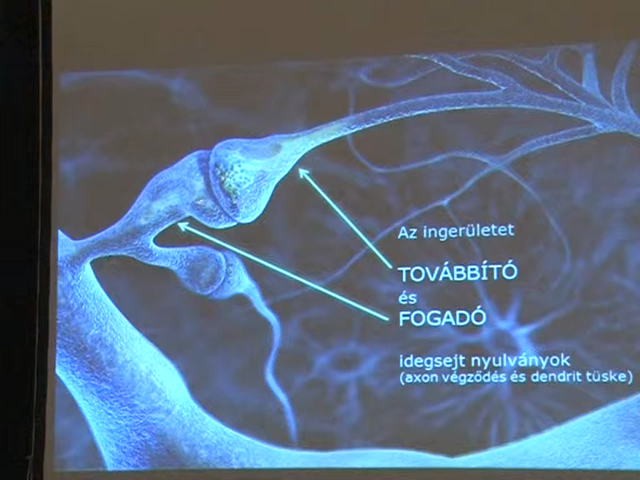 Az ingerületet
TOVÁBBÍTÓ
és
FOGADÓ
idegsejt nyulványok
(axon végződés és dendrit tüske)